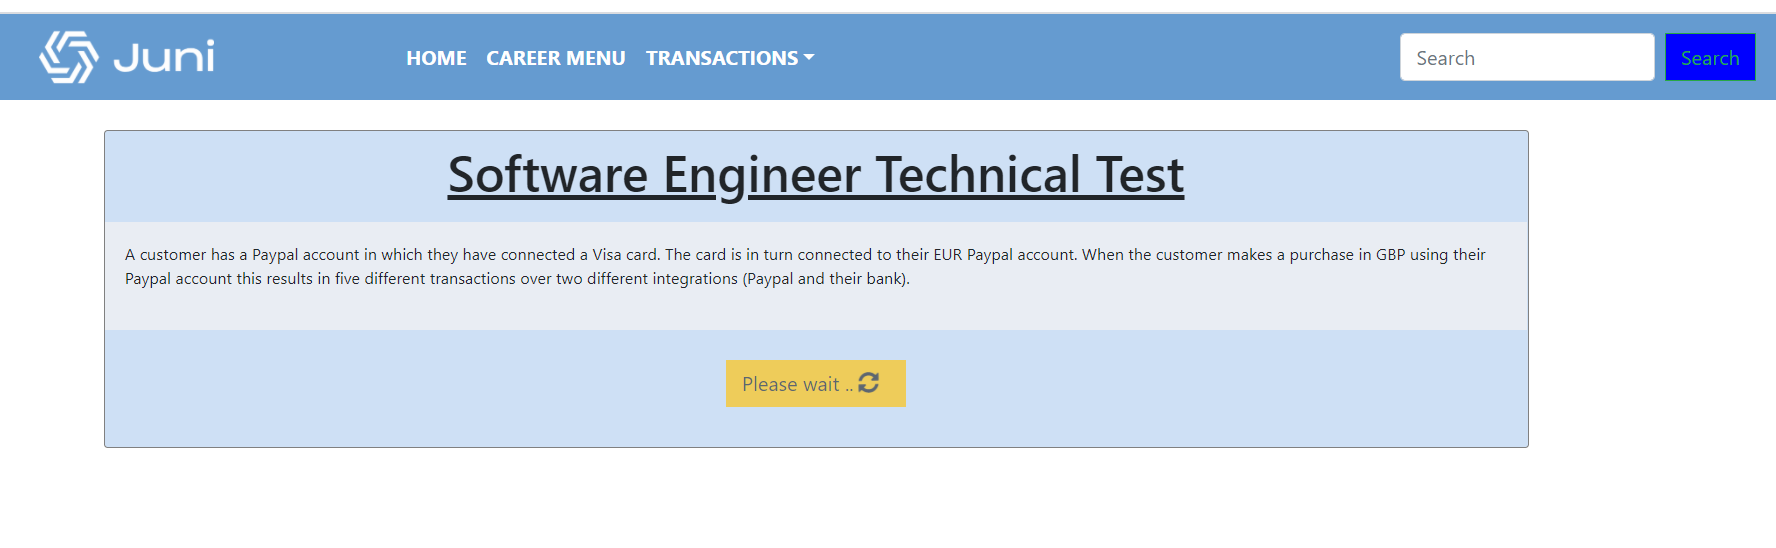 Juni
HOME CAREER MENU TRANSACTIONS
Search
Search
Software Engineer Technical Test
A customer has a Paypal account in which they have connected a Visa card. The card is in turn connected to their EUR Paypal account. When the customer makes a purchase in GBP using their
Paypal account this results in five different transactions over two different integrations (Paypal and their bank).
Please wait ..